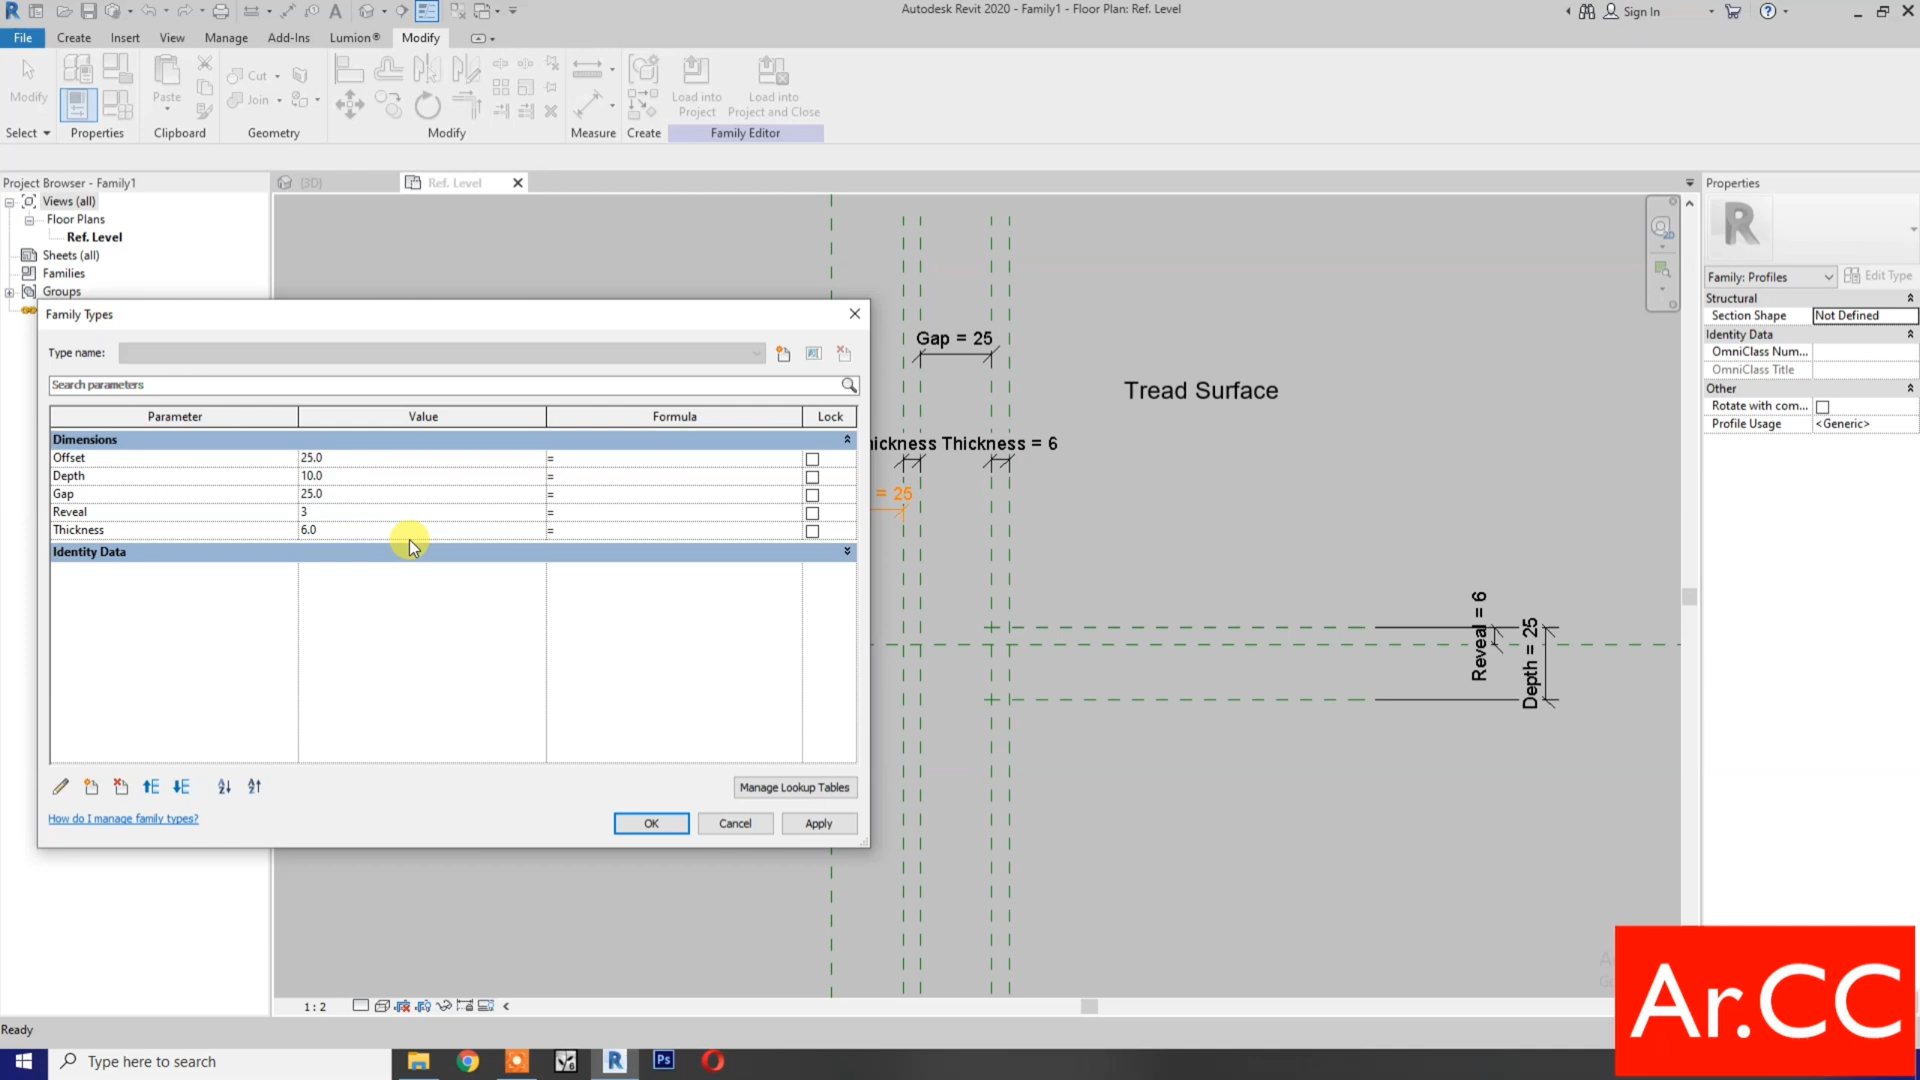 Autodesk Revit 2020 - Family1 - Floor Plan: Ref. Level
Sign In
File Create Insert View Manage Add-Ins Lumion® Modify
Modify
Paste
Cut
Join
Load into Project
Load into Project and Close
Select Properties Clipboard Geometry Modify Measure Create Family Editor
Project Browser - Family1
Views (all)
Floor Plans
Ref. Level
Sheets (all)
Families
Groups
{3D}
Ref. Level
Family Types
Type name:
Search parameters
Parameter Value Formula Lock
Dimensions
Offset 25.0 =
Depth 10.0 =
Gap 25.0 =
Reveal 3 =
Thickness 6.0 =
Identity Data
Manage Lookup Tables
How do I manage family types?
OK Cancel Apply
Gap = 25
Tread Surface
hickness Thickness = 6
= 25
Reveal = 6
Depth = 25
2D
Properties
Family: Profiles
Edit Type
Structural
Section Shape Not Defined
Identity Data
OmniClass Num...
OmniClass Title
Other
Rotate with com...
Profile Usage <Generic>
1 : 2
Ready
Type here to search
Ps
Ar.CC